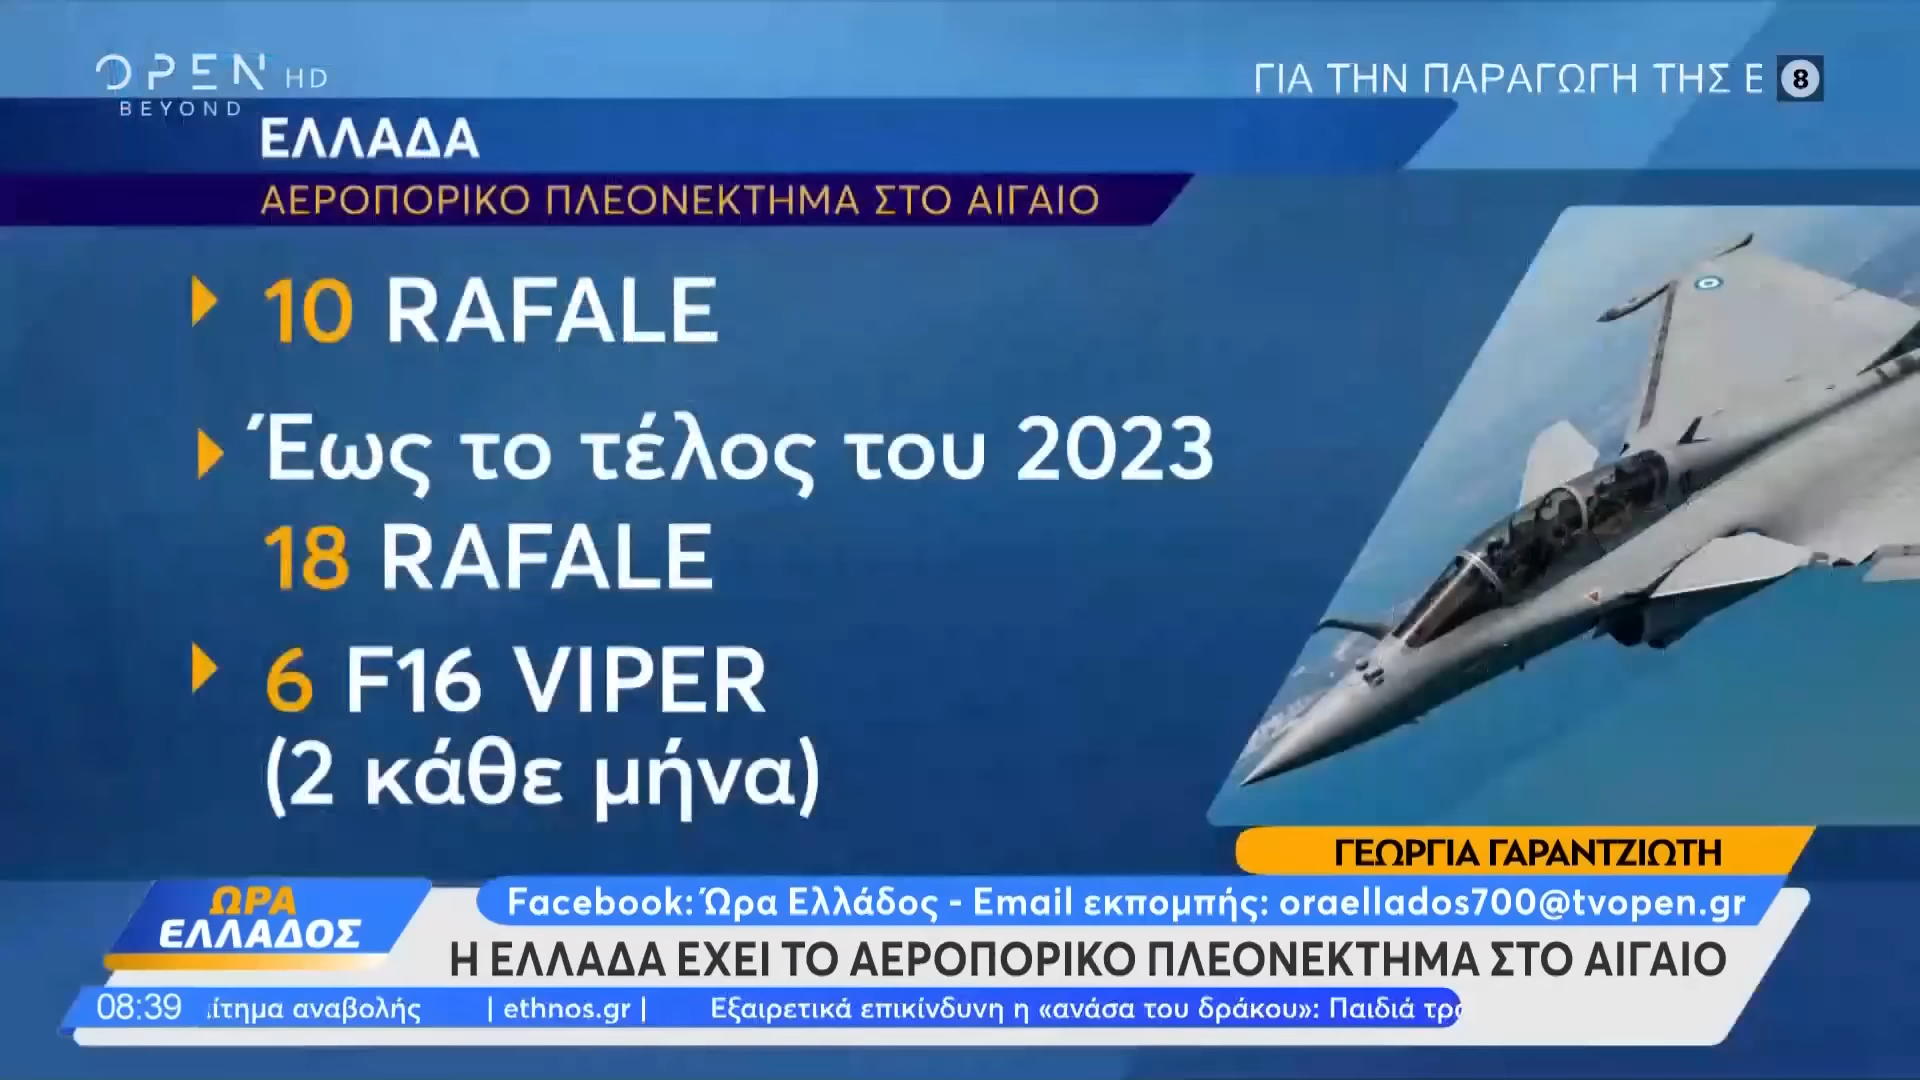 OPEN HD
BEYOND
ΓΙΑ ΤΗΝ ΠΑΡΑΓΩΓΗ ΤΗΣ Ε
8
ΕΛΛΑΔΑ
ΑΕΡΟΠΟΡΙΚΟ ΠΛΕΟΝΕΚΤΗΜΑ ΣΤΟ ΑΙΓΑΙΟ
10 RAFALE
Έως το τέλος του 2023
18 RAFALE
6 F16 VIPER
(2 κάθε μήνα)
ΓΕΩΡΓΙΑ ΓΑΡΑΝΤΖΙΩΤΗ
Facebook: Ώρα Ελλάδος - Email εκπομπής: oraellados700@tvopen.gr
ΩΡΑ
ΕΛΛΑΔΟΣ
Η ΕΛΛΑΔΑ ΕΧΕΙ ΤΟ ΑΕΡΟΠΟΡΙΚΟ ΠΛΕΟΝΕΚΤΗΜΑ ΣΤΟ ΑΙΓΑΙΟ
08:39 αναβολής | ethnos.gr | Εξαιρετικά επικίνδυνη η «ανάσα του δράκου»: Παιδιά